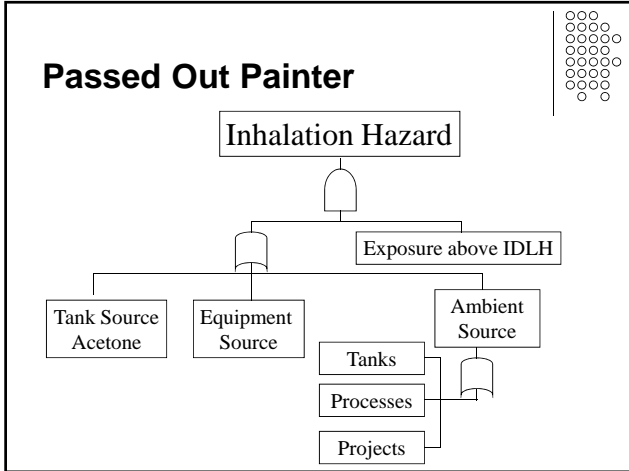 Passed Out Painter
Inhalation Hazard
Exposure above IDLH
Tank Source
Acetone
Equipment
Source
Ambient
Source
Tanks
Processes
Projects